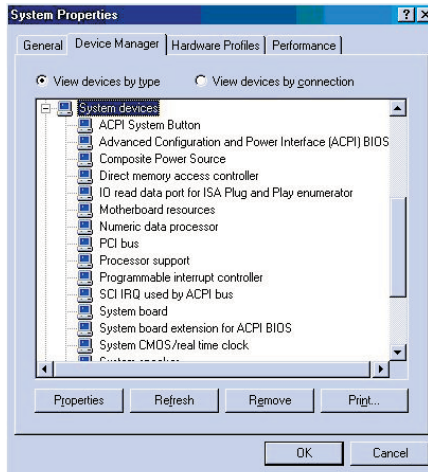 System Properties
General Device Manager Hardware Profiles Performance
View devices by type View devices by connection
System devices
ACPI System Button
Advanced Configuration and Power Interface (ACPI) BIOS
Composite Power Source
Direct memory access controller
IO read data port for ISA Plug and Play enumerator
Motherboard resources
Numeric data processor
PCI bus
Processor support
Programmable interrupt controller
SCI IRQ used by ACPI bus
System board
System board extension for ACPI BIOS
System CMOS/real time clock
Properties Refresh Remove Print...
OK Cancel